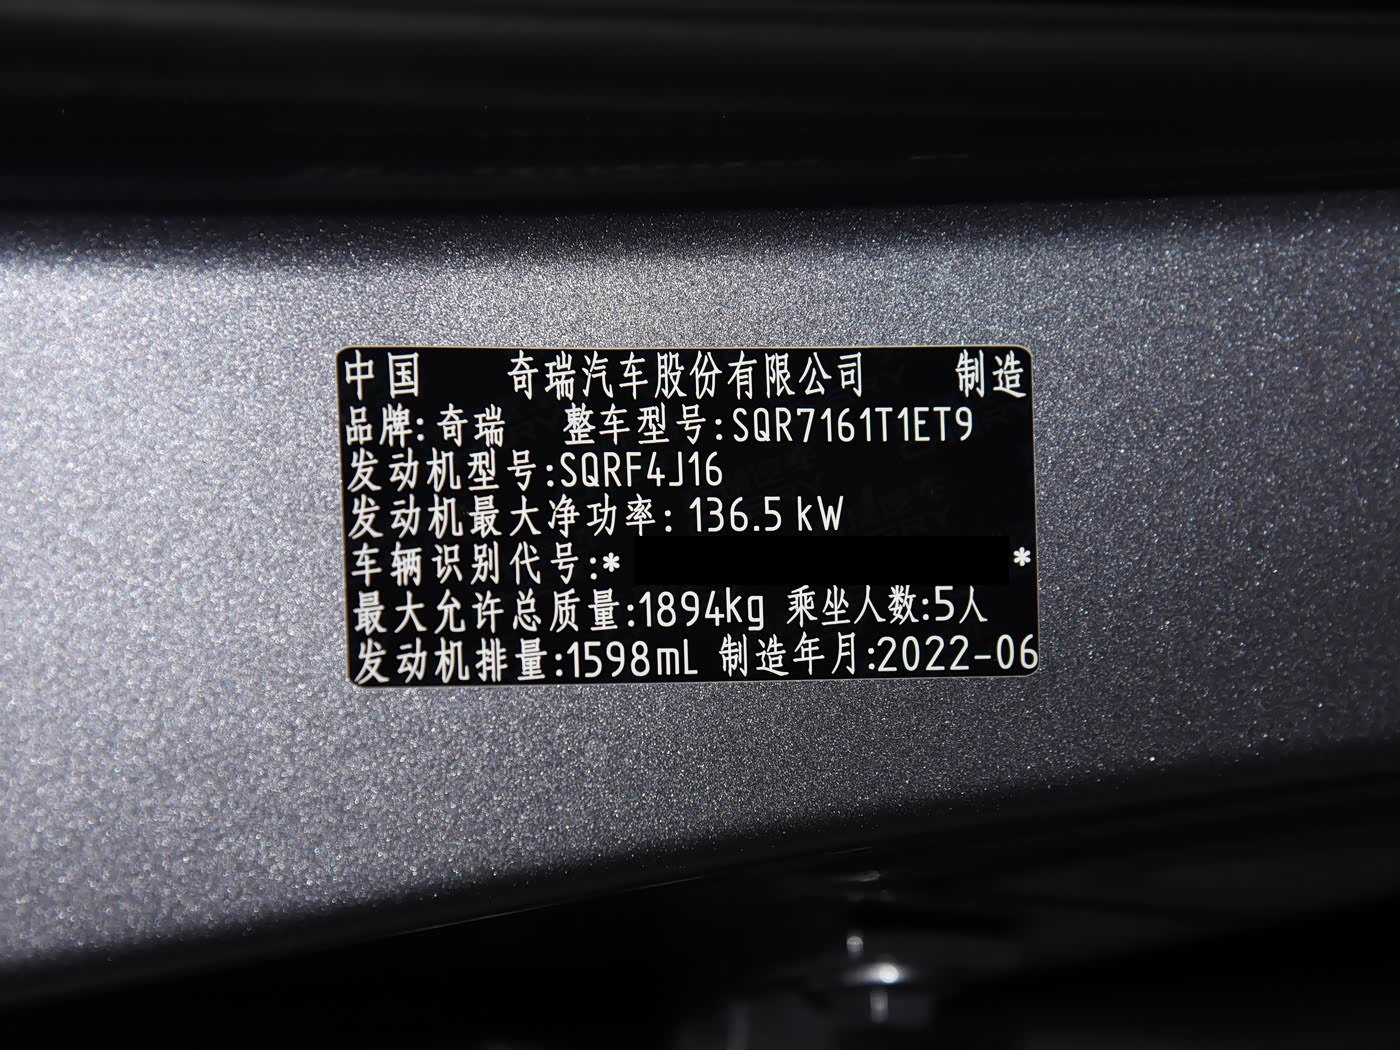 中国 奇瑞汽车股份有限公司 制造
品牌:奇瑞 整车型号:SQR7161T1ET9
发动机型号:SQRF4J16
发动机最大净功率: 136.5 kW
车辆识别代号:* *
最大允许总质量:1894kg 乘坐人数:5人
发动机排量:1598mL 制造年月:2022-06